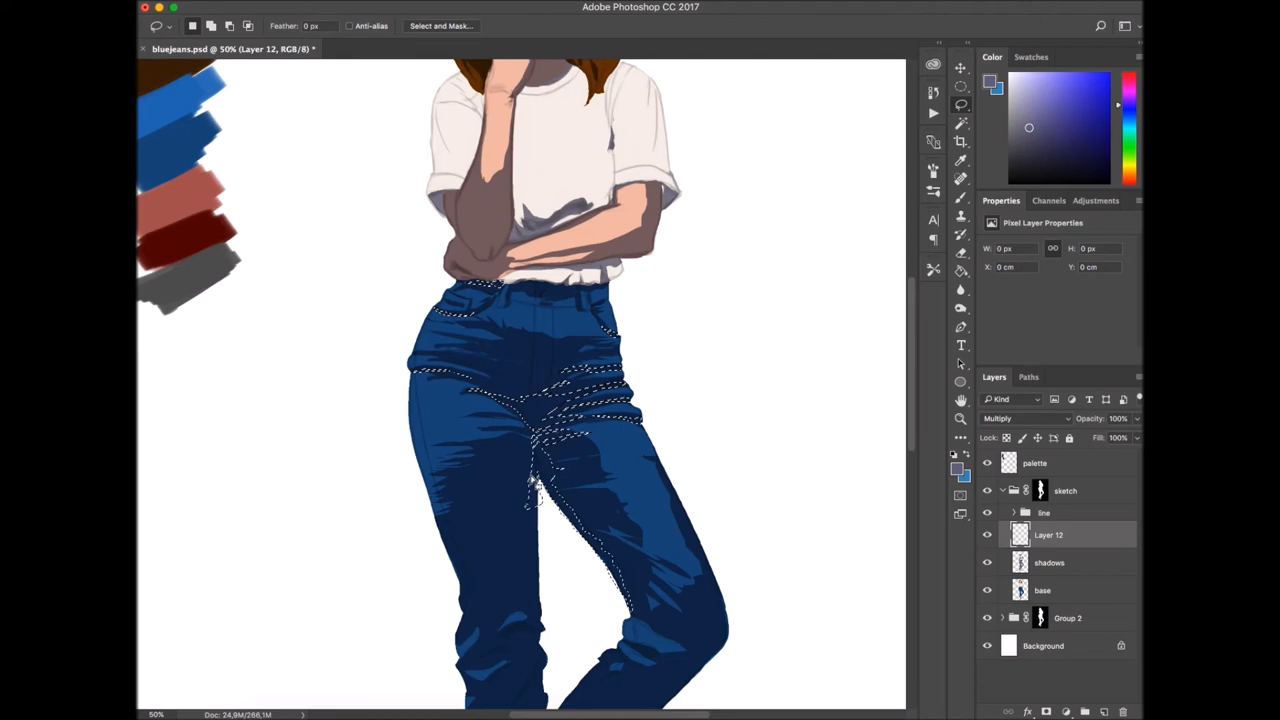 Adobe Photoshop CC 2017
Feather: 0 px Anti-alias Select and Mask...
bluejeans.psd @ 50% (Layer 12, RGB/8) *
Color Swatches
Properties Channels Adjustments
Pixel Layer Properties
W: 0 px H: 0 px
X: 0 cm Y: 0 cm
Layers Paths
Kind
Multiply Opacity: 100%
Lock: Fill: 100%
palette
sketch
line
Layer 12
shadows
base
Group 2
Background
50% Doc: 24,9M/266,1M